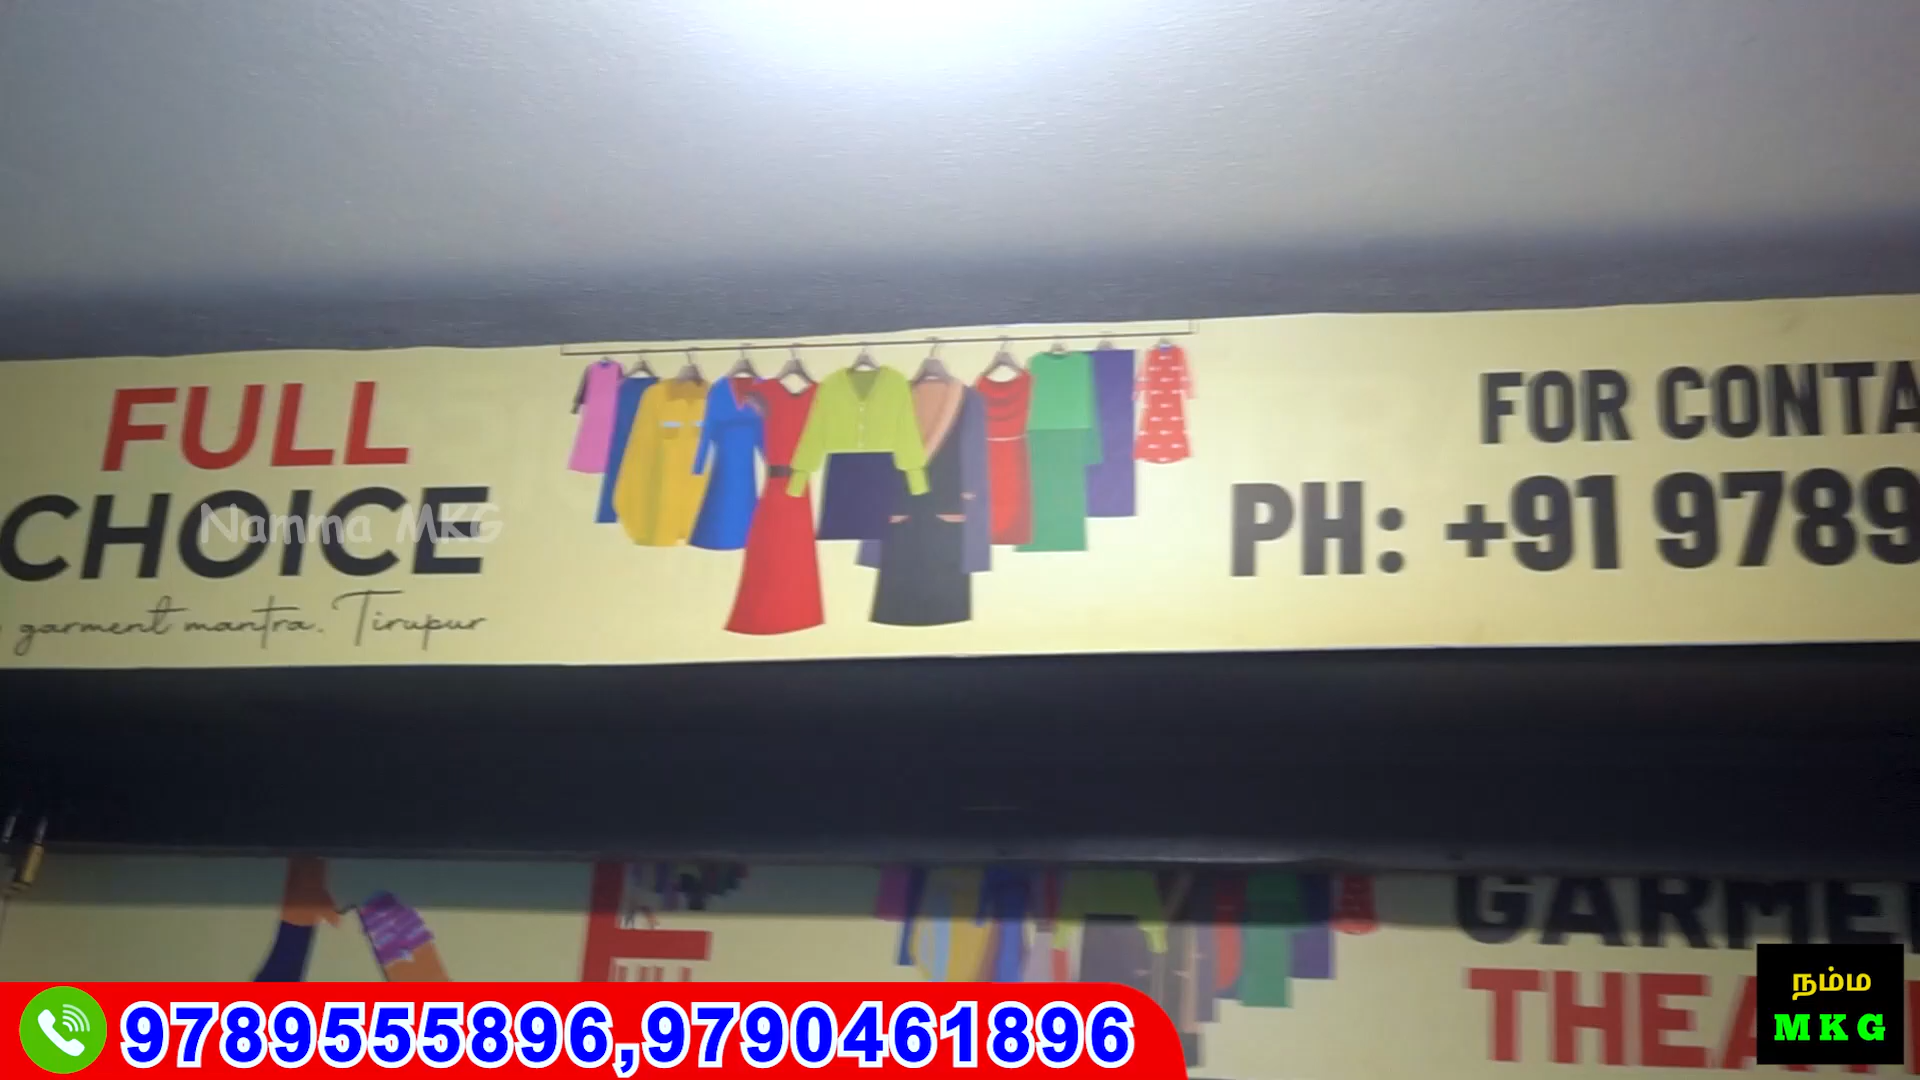 FULL
CHOICE
garment mantra. Tirupur
Namma MKG
FOR CONTA
PH: +91 9789
GARME
THEA
9789555896,9790461896
நம்ம
MKG